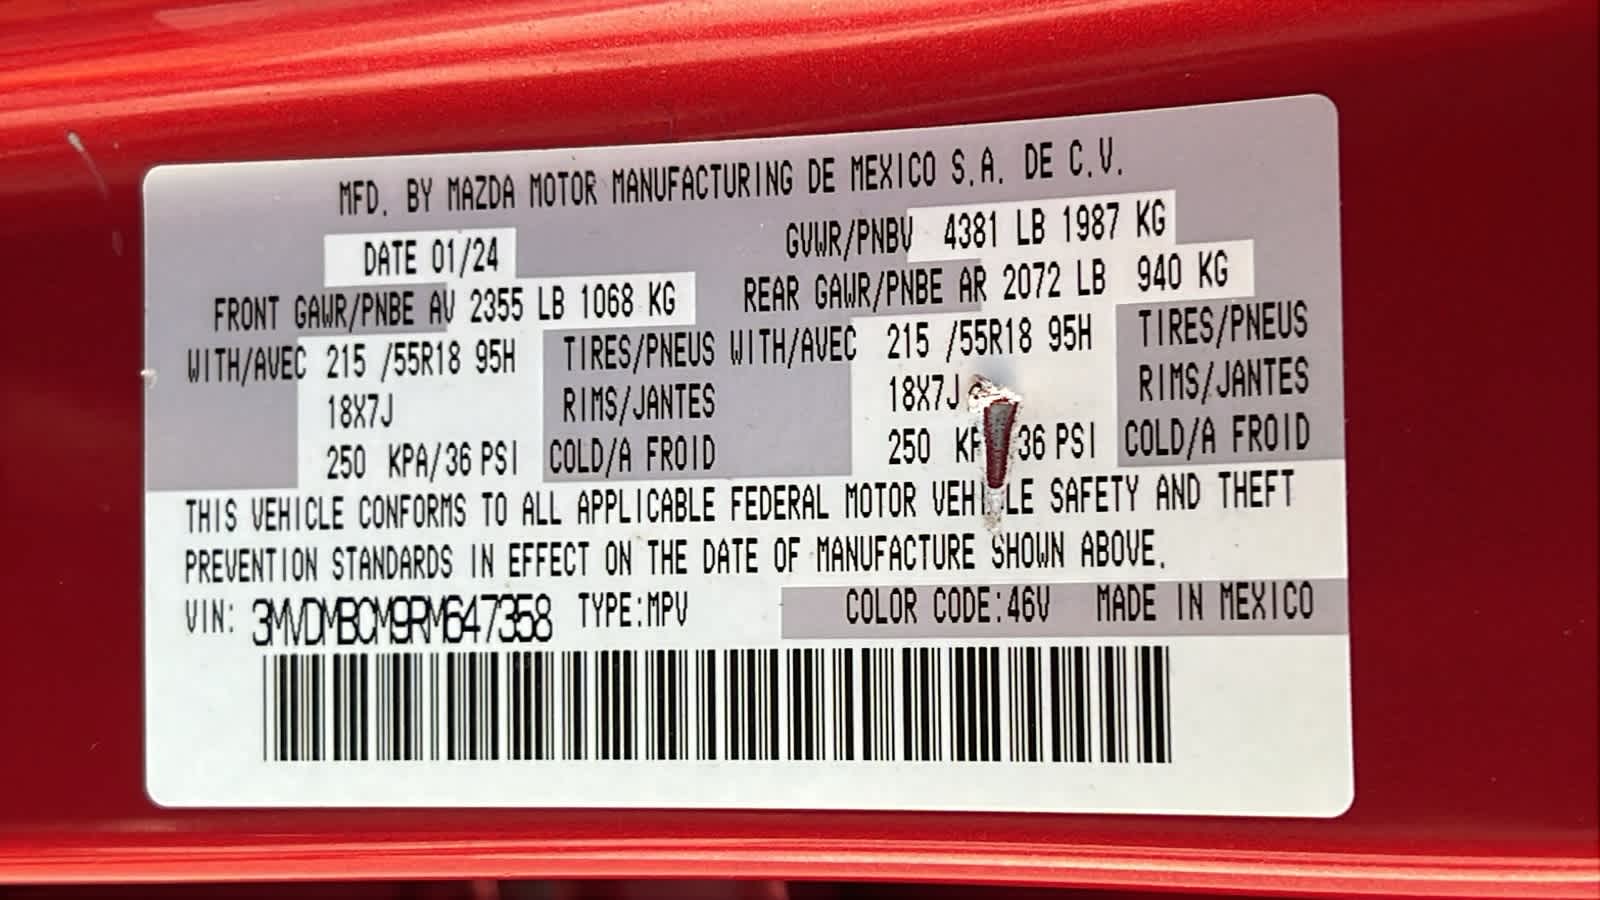 MFD. BY MAZDA MOTOR MANUFACTURING DE MEXICO S.A. DE C.V.
DATE 01/24 GVWR/PNBV 4381 LB 1987 KG
FRONT GAWR/PNBE AV 2355 LB 1068 KG REAR GAWR/PNBE AR 2072 LB 940 KG
WITH/AVEC 215 /55R18 95H TIRES/PNEUS WITH/AVEC 215 /55R18 95H TIRES/PNEUS
18X7J RIMS/JANTES 18X7J RIMS/JANTES
250 KPA/36 PSI COLD/A FROID 250 36 PSI COLD/A FROID
THIS VEHICLE CONFORMS TO ALL APPLICABLE FEDERAL MOTOR VEHICLE SAFETY AND THEFT
PREVENTION STANDARDS IN EFFECT ON THE DATE OF MANUFACTURE SHOWN ABOVE.
VIN: 3MVDMBCM9RM647358 TYPE:MPV COLOR CODE:46V MADE IN MEXICO